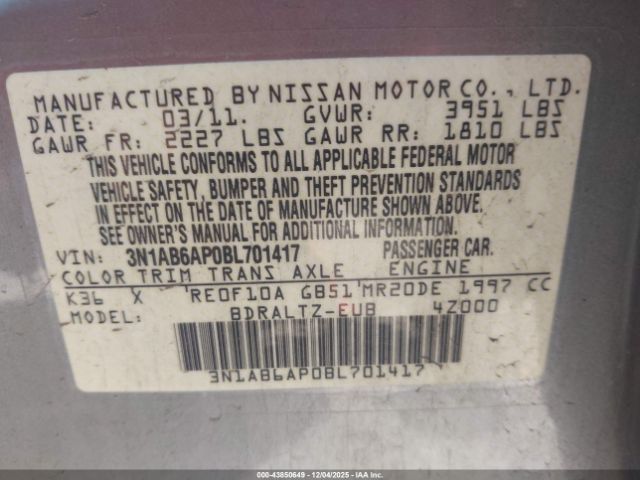 MANUFACTURED BY NISSAN MOTOR CO., LTD.
DATE: 03/11. GVWR: 3951 LBS
GAWR FR: 2227 LBS GAWR RR: 1810 LBS
THIS VEHICLE CONFORMS TO ALL APPLICABLE FEDERAL MOTOR
VEHICLE SAFETY, BUMPER AND THEFT PREVENTION STANDARDS
IN EFFECT ON THE DATE OF MANUFACTURE SHOWN ABOVE.
SEE OWNER'S MANUAL FOR ADDITIONAL INFORMATION.
VIN: 3N1AB6AP0BL701417 PASSENGER CAR.
COLOR TRIM TRANS AXLE ENGINE
K36 X RE0F10A GB51 MR20DE 1997 CC
MODEL: BDRALTZ-EUB 4Z000
3N1AB6AP0BL701417
000-43850649 | 12/04/2025 - IAAI.COM